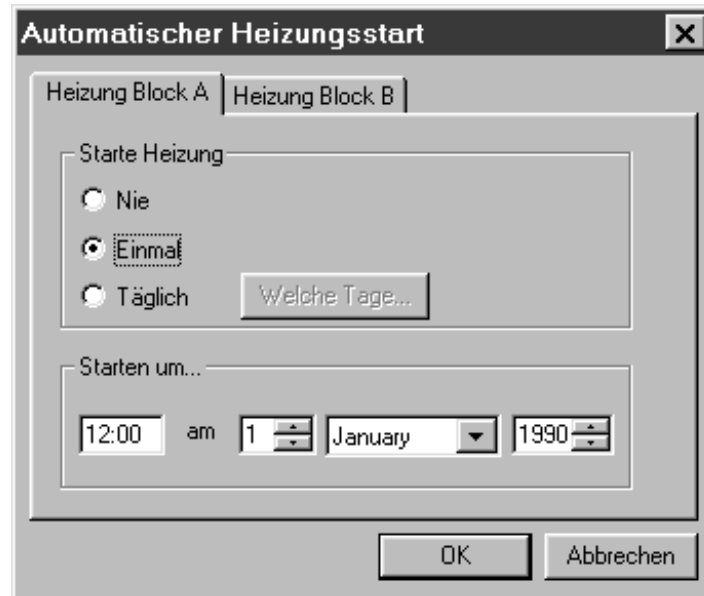 Automatischer Heizungsstart
Heizung Block A Heizung Block B
Starte Heizung
Nie
Einmal
Täglich Welche Tage...
Starten um...
12:00 am 1 January 1990
OK Abbrechen